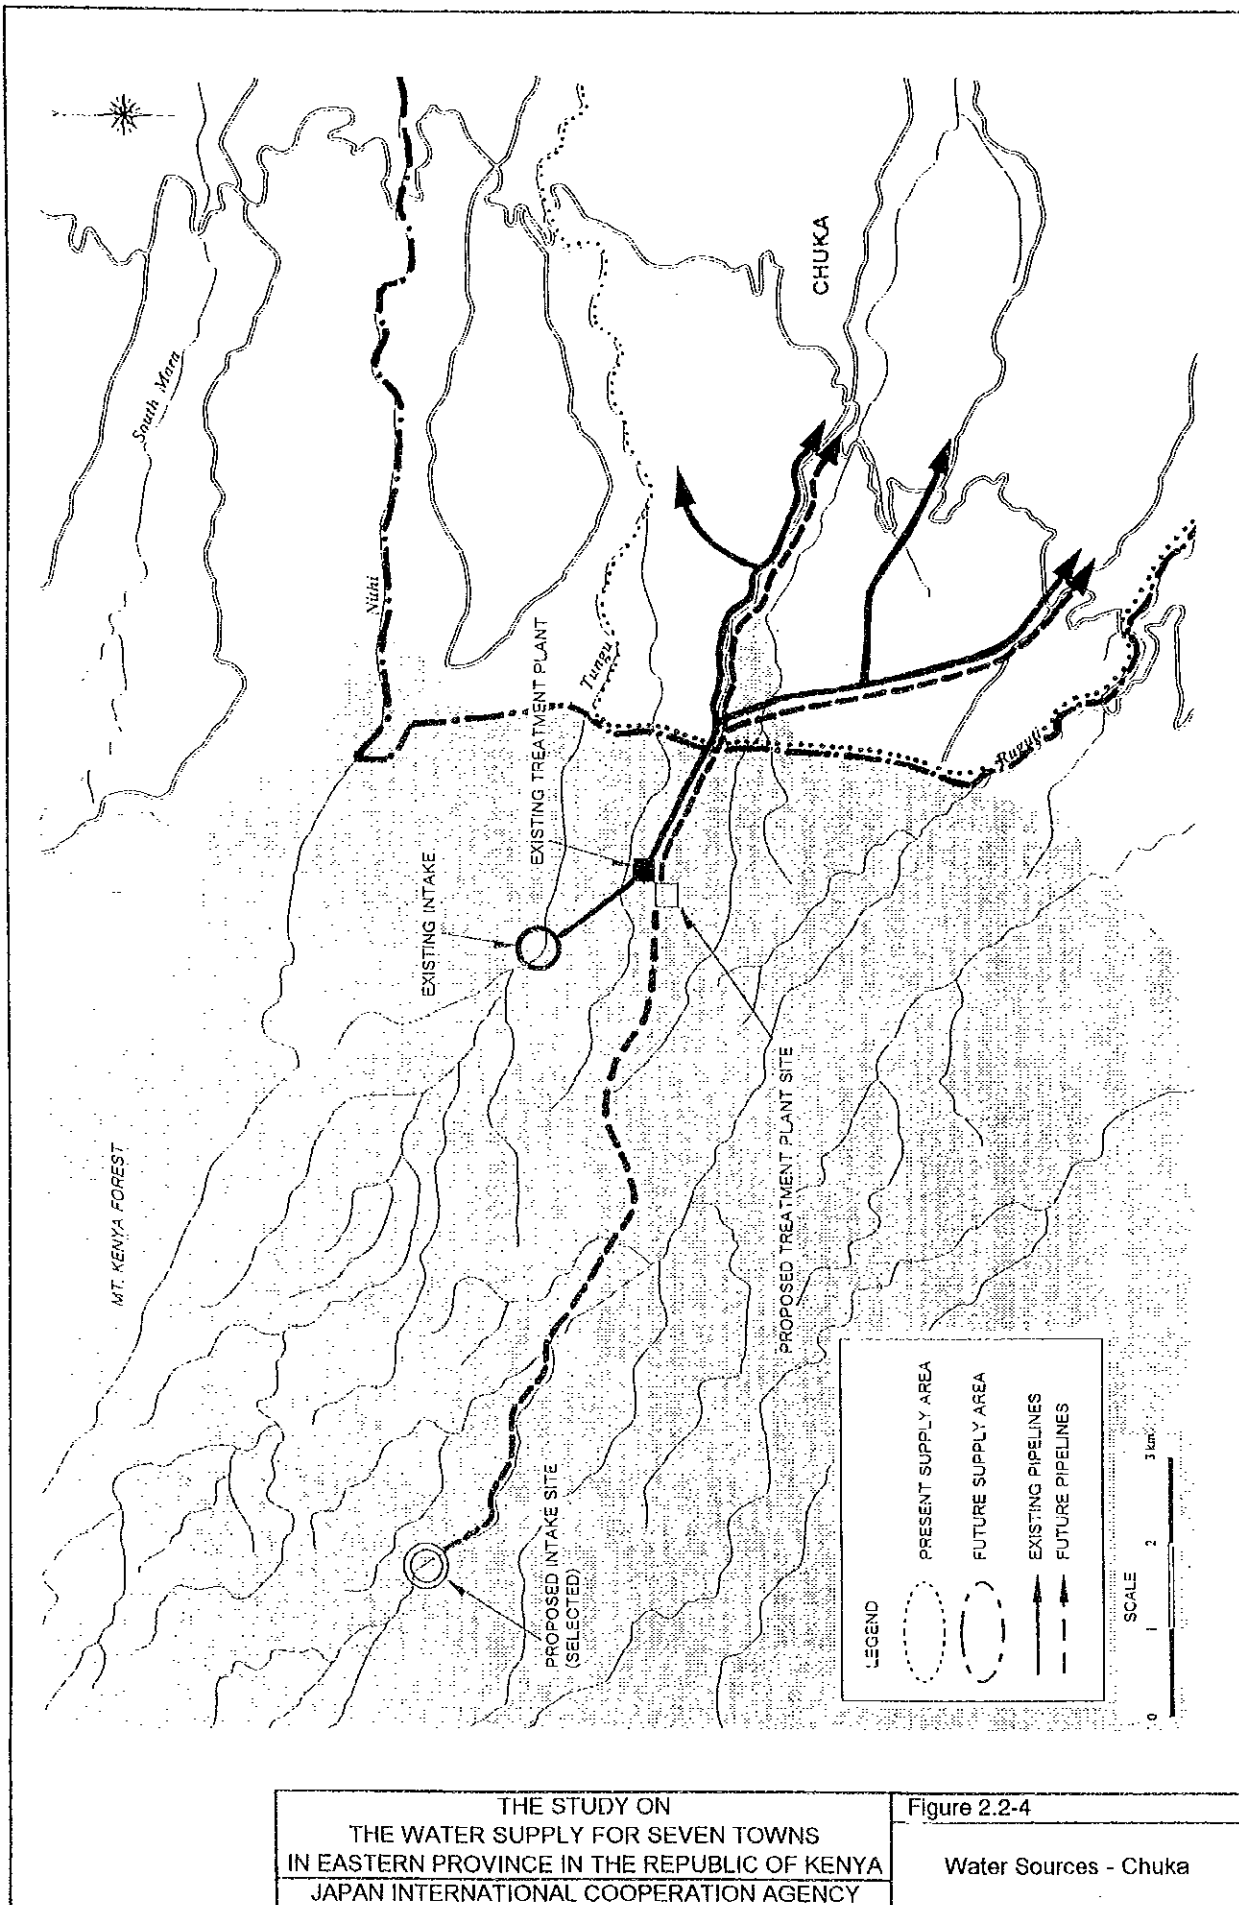 MT. KENYA FOREST
South Mara
Nithi
Tungu
Ruguti
CHUKA
EXISTING INTAKE
EXISTING TREATMENT PLANT
PROPOSED TREATMENT PLANT SITE
PROPOSED INTAKE SITE
(SELECTED)
LEGEND
PRESENT SUPPLY AREA
FUTURE SUPPLY AREA
EXISTING PIPELINES
FUTURE PIPELINES
SCALE
0 1 2 3 km
THE STUDY ON
THE WATER SUPPLY FOR SEVEN TOWNS
IN EASTERN PROVINCE IN THE REPUBLIC OF KENYA
JAPAN INTERNATIONAL COOPERATION AGENCY
Figure 2.2-4
Water Sources - Chuka